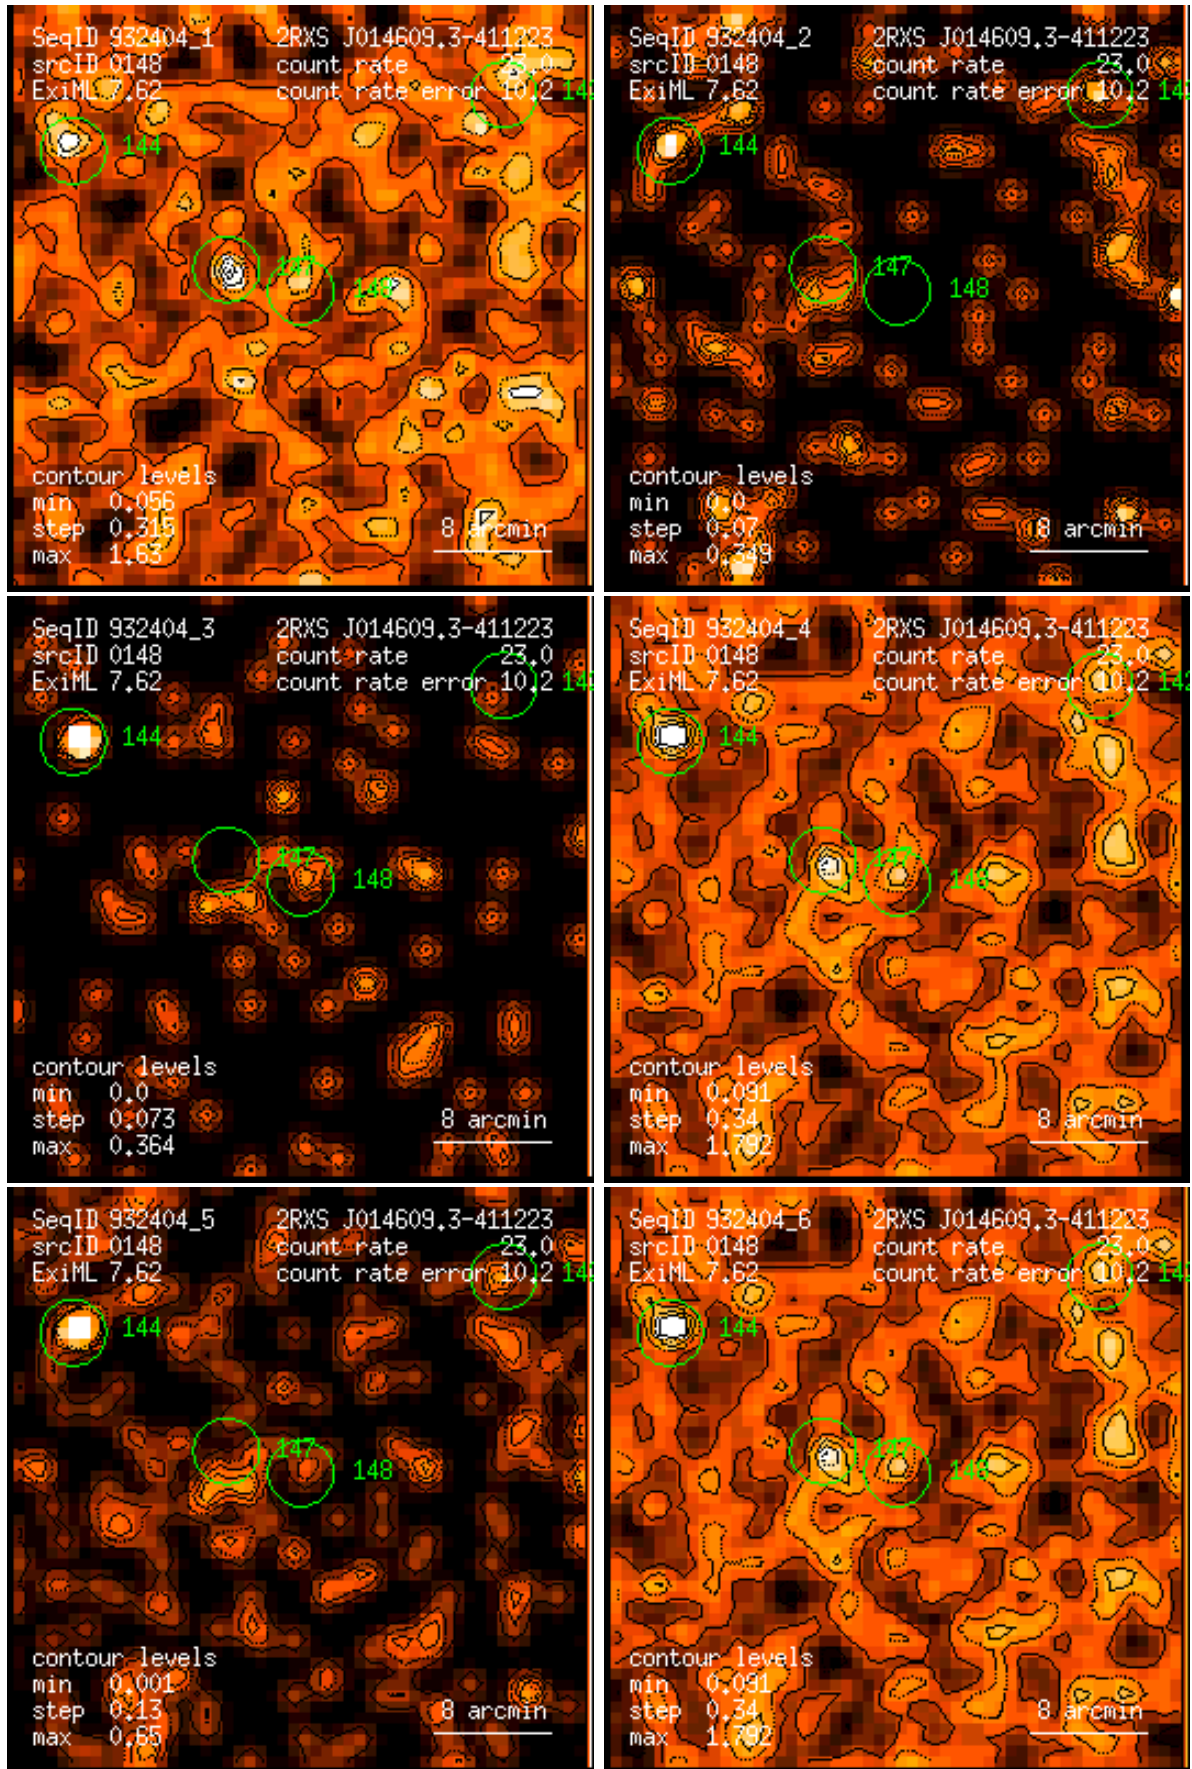 SeqID 932404_1 2RXS J014609.3-411223
srcID 0148 count rate 23.0
ExiML 7.62 count rate error 10.2 142
144
147
148
contour levels
min 0.056
step 0.315
max 1.63
8 arcmin
SeqID 932404_2 2RXS J014609.3-411223
srcID 0148 count rate 23.0
ExiML 7.62 count rate error 10.2 142
144
147
148
contour levels
min 0.0
step 0.07
max 0.349
8 arcmin
SeqID 932404_3 2RXS J014609.3-411223
srcID 0148 count rate 23.0
ExiML 7.62 count rate error 10.2 142
144
147
148
contour levels
min 0.0
step 0.073
max 0.364
8 arcmin
SeqID 932404_4 2RXS J014609.3-411223
srcID 0148 count rate 23.0
ExiML 7.62 count rate error 10.2 142
144
147
148
contour levels
min 0.091
step 0.34
max 1.792
8 arcmin
SeqID 932404_5 2RXS J014609.3-411223
srcID 0148 count rate 23.0
ExiML 7.62 count rate error 10.2 142
144
147
148
contour levels
min 0.001
step 0.13
max 0.65
8 arcmin
SeqID 932404_6 2RXS J014609.3-411223
srcID 0148 count rate 23.0
ExiML 7.62 count rate error 10.2 142
144
147
148
contour levels
min 0.091
step 0.34
max 1.792
8 arcmin